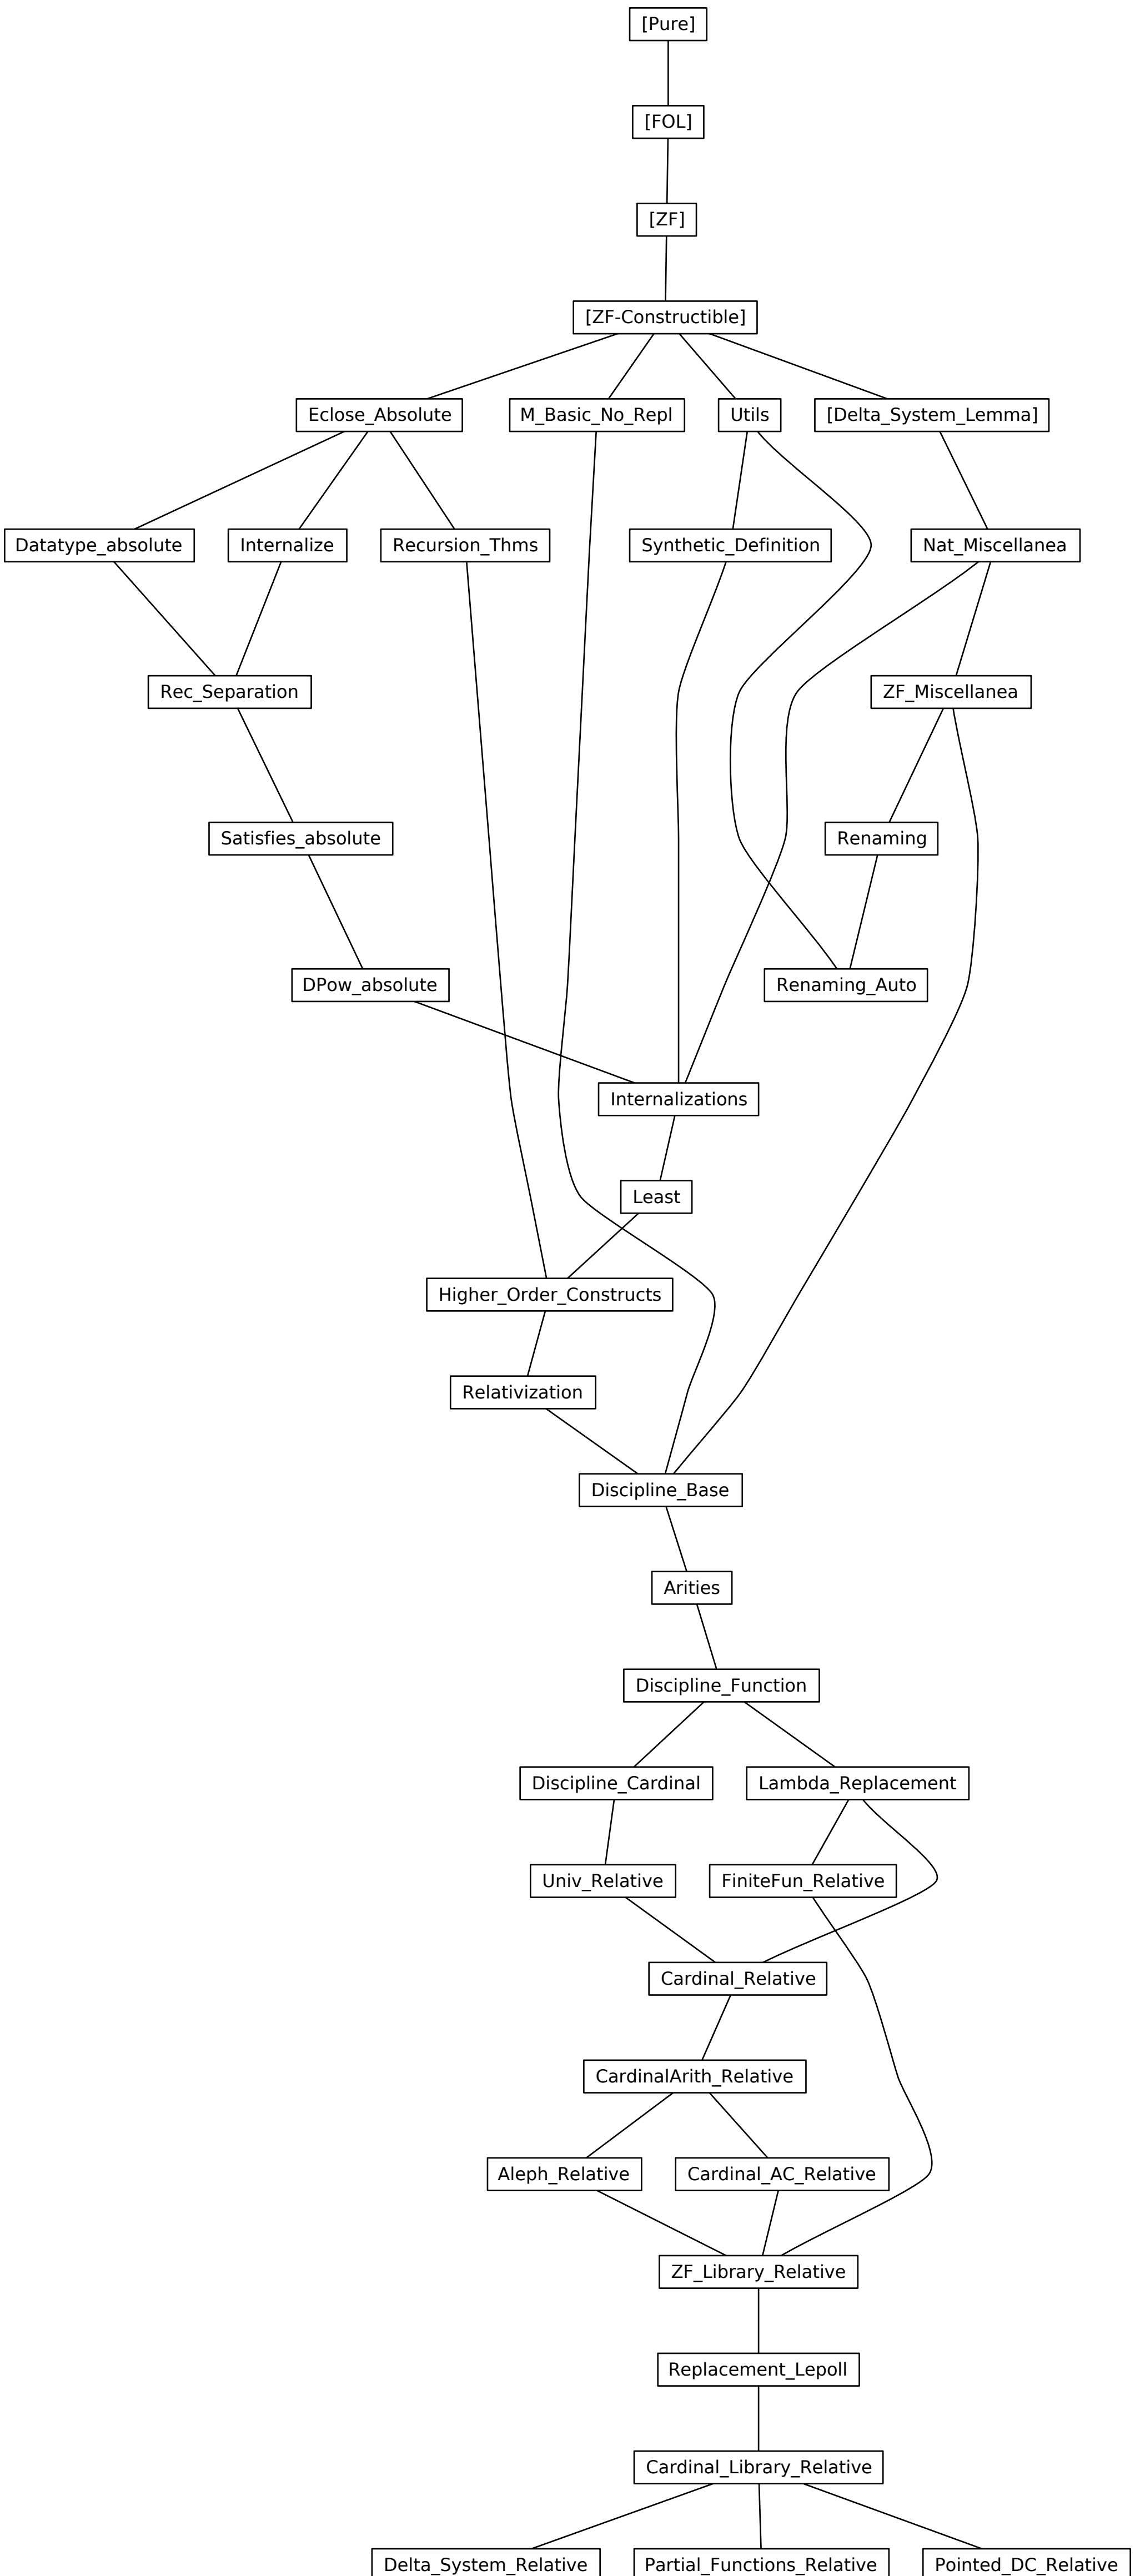 [Pure]
[FOL]
[ZF]
[ZF-Constructible]
Eclose_Absolute
M_Basic_No_Repl
Utils
[Delta_System_Lemma]
Datatype_absolute
Internalize
Recursion_Thms
Synthetic_Definition
Nat_Miscellanea
Rec_Separation
ZF_Miscellanea
Satisfies_absolute
Renaming
DPow_absolute
Renaming_Auto
Internalizations
Least
Higher_Order_Constructs
Relativization
Discipline_Base
Arities
Discipline_Function
Discipline_Cardinal
Lambda_Replacement
Univ_Relative
FiniteFun_Relative
Cardinal_Relative
CardinalArith_Relative
Aleph_Relative
Cardinal_AC_Relative
ZF_Library_Relative
Replacement_Lepoll
Cardinal_Library_Relative
Delta_System_Relative
Partial_Functions_Relative
Pointed_DC_Relative